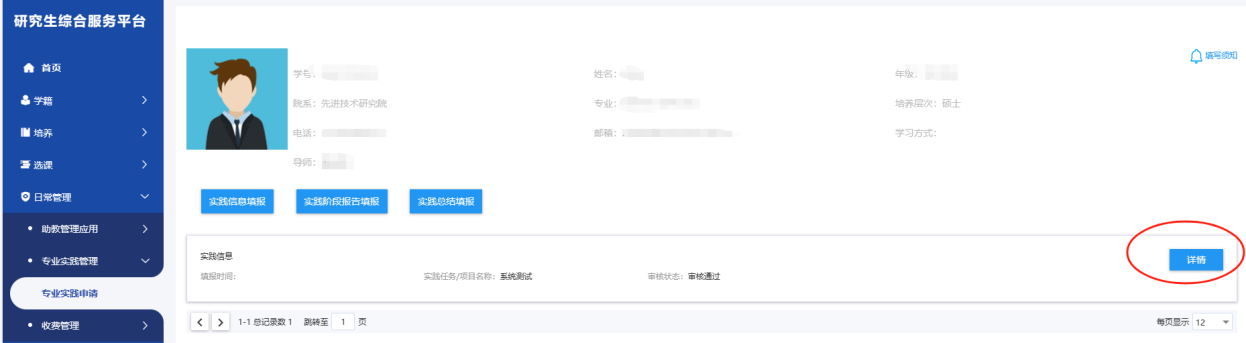 研究生综合服务平台
首页
学籍
培养
选课
日常管理
助教管理应用
专业实践管理
专业实践申请
收费管理
填写须知
学号：
姓名：
年级：
院系：先进技术研究院
专业：
培养层次：硕士
电话：
邮箱：
学习方式：
导师：
实践信息填报
实践阶段报告填报
实践总结填报
实践信息
详情
填报时间：
实践任务/项目名称：系统测试
审核状态：审核通过
1-1 总记录数 1 跳转至 1 页
每页显示 12